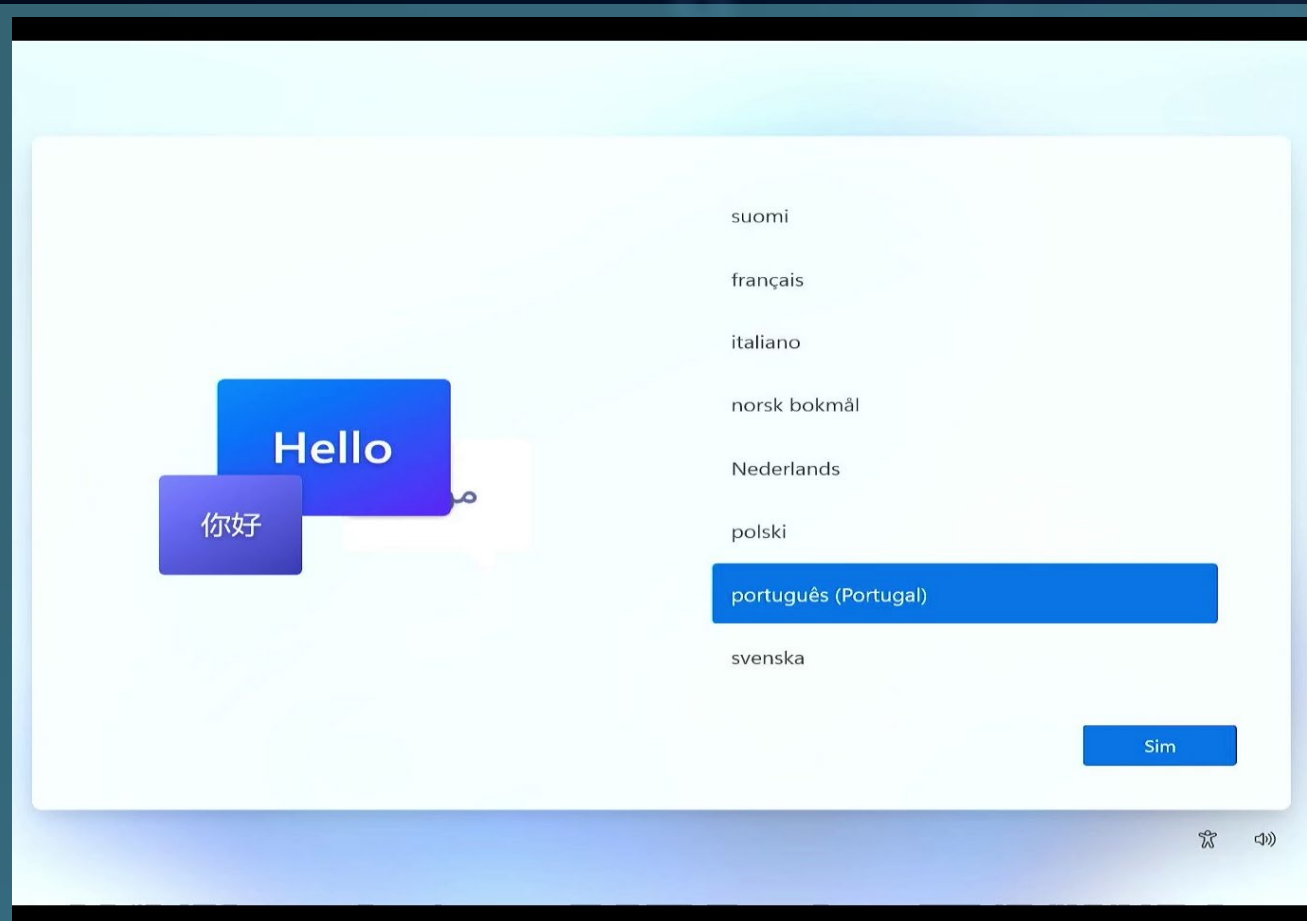 Hello
你好
suomi
français
italiano
norsk bokmål
Nederlands
polski
português (Portugal)
svenska
Sim